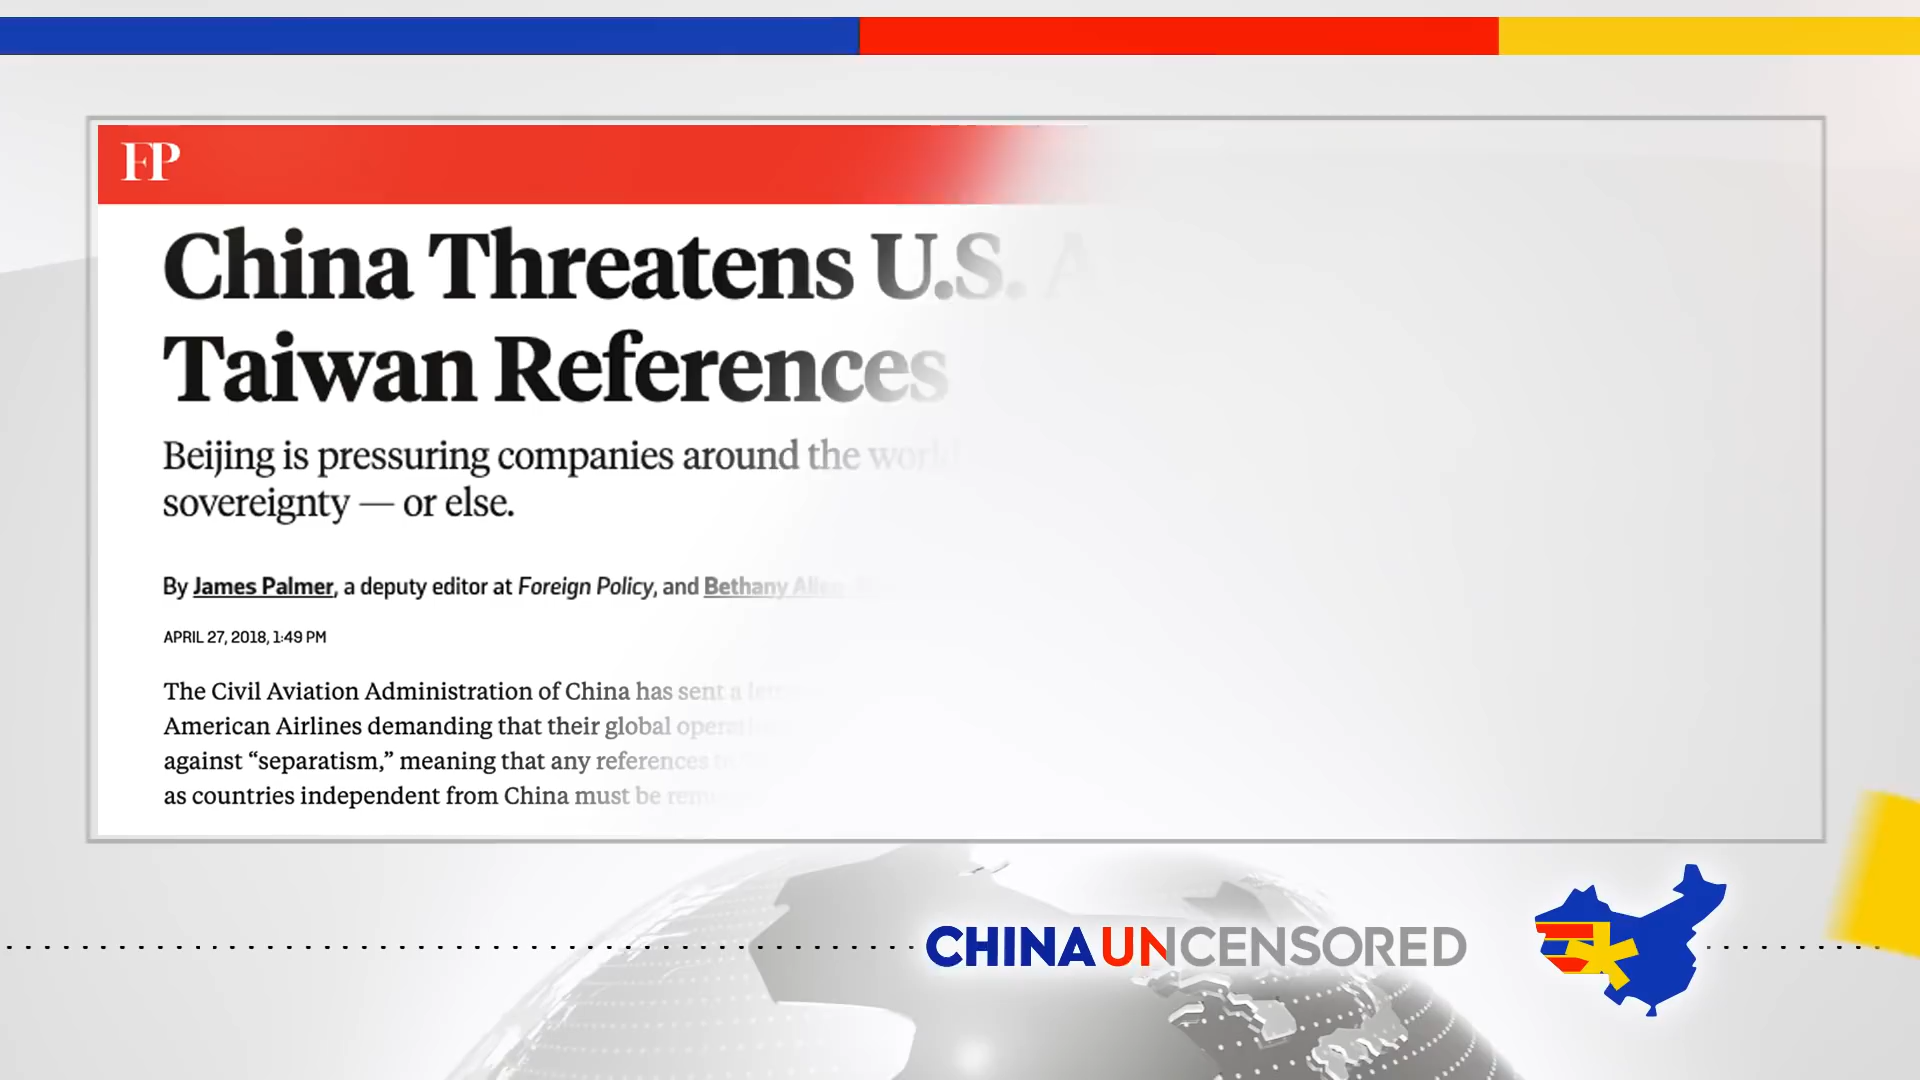 FP
China Threatens U.S. A
Taiwan References
Beijing is pressuring companies around the world
sovereignty — or else.
By James Palmer, a deputy editor at Foreign Policy, and Bethany Allen
APRIL 27, 2018, 1:49 PM
The Civil Aviation Administration of China has sent a
American Airlines demanding that their global
against “separatism,” meaning that any references to
as countries independent from China must be
CHINA UNCENSORED